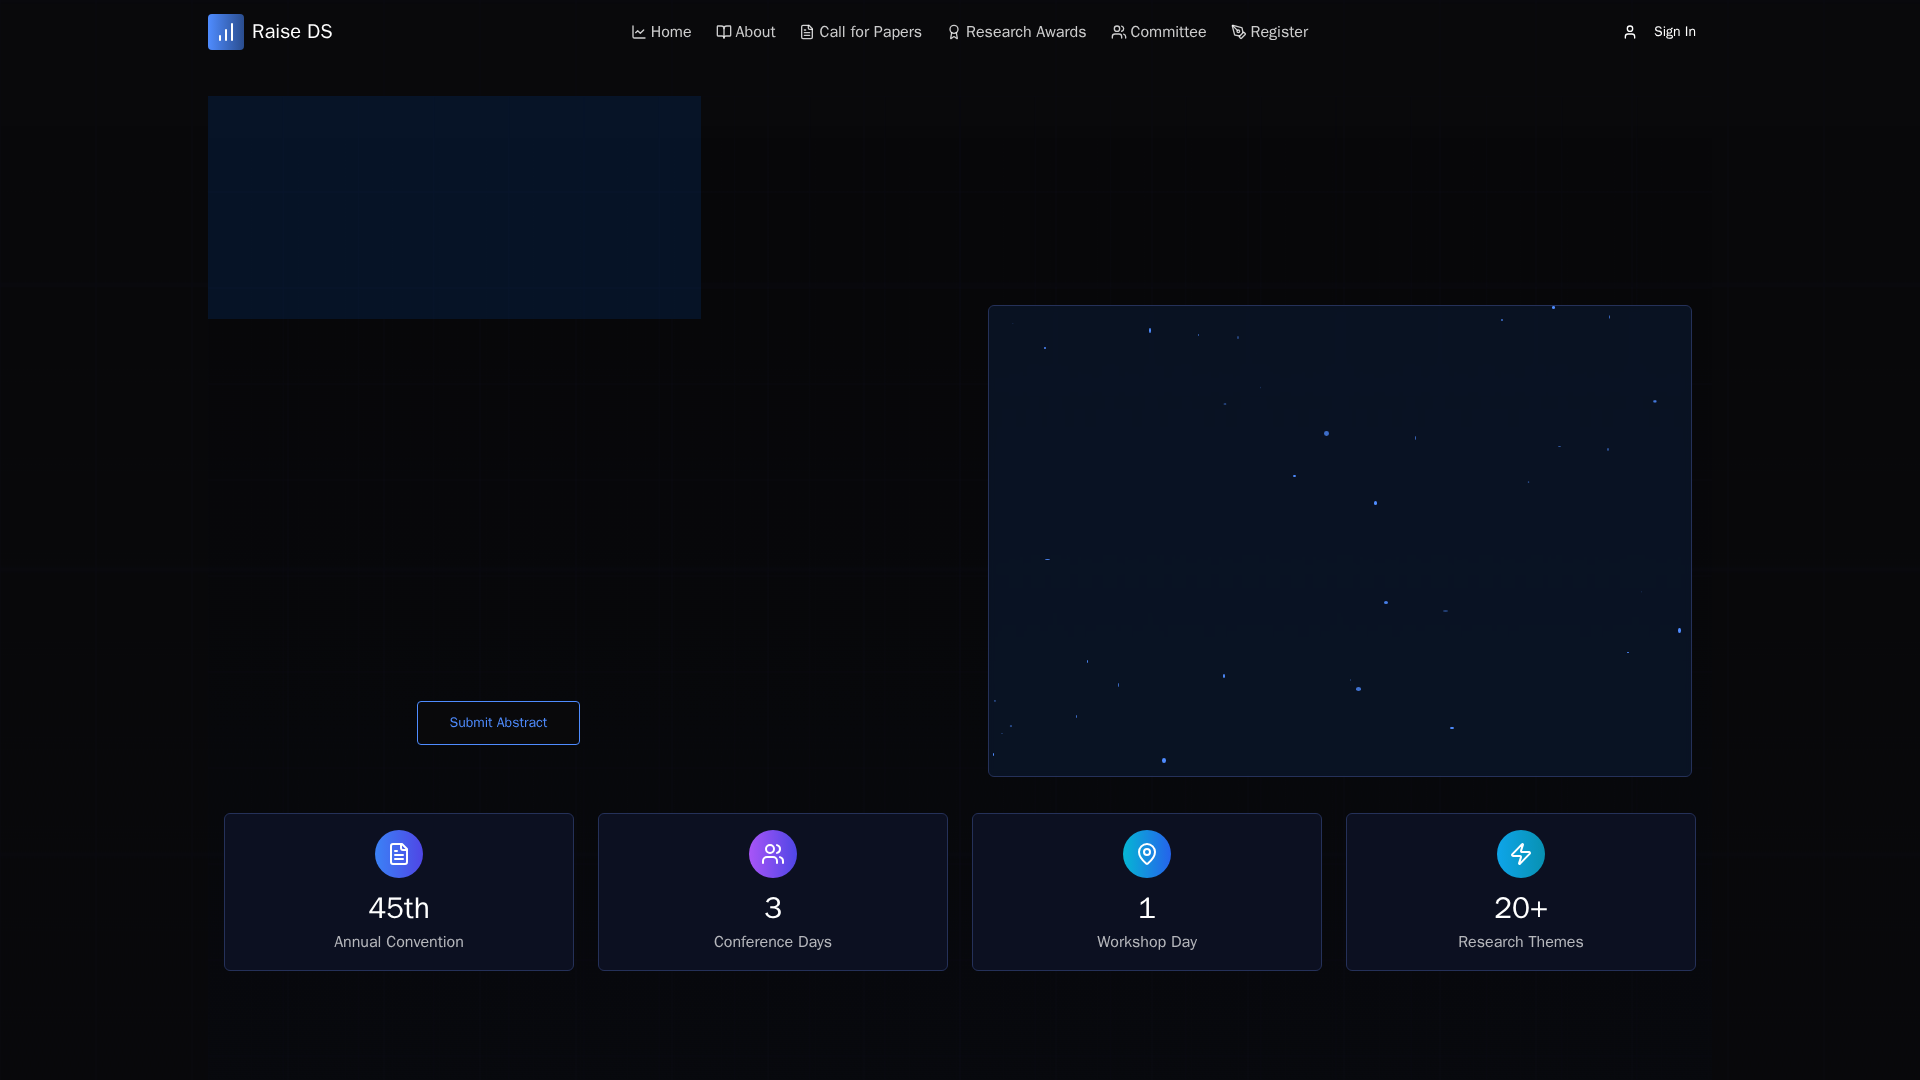 Raise DS
Home
About
Call for Papers
Research Awards
Committee
Register
Sign In
Submit Abstract
45th
Annual Convention
3
Conference Days
1
Workshop Day
20+
Research Themes